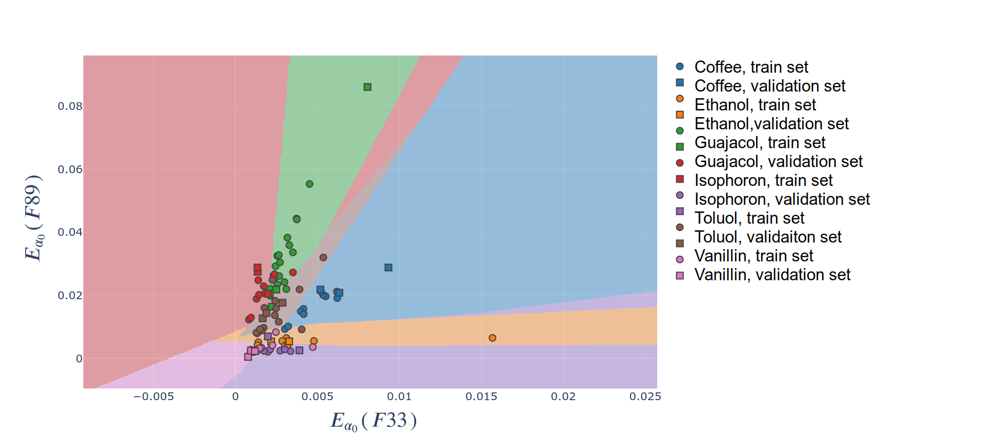 Coffee, train set
Coffee, validation set
Ethanol, train set
Ethanol,validation set
Guajacol, train set
Guajacol, validation set
Isophoron, train set
Isophoron, validation set
Toluol, train set
Toluol, validaiton set
Vanillin, train set
Vanillin, validation set
0.08
0.06
0.04
0.02
0
Eα0 ( F89 )
−0.005 0 0.005 0.01 0.015 0.02 0.025
Eα0 ( F33 )